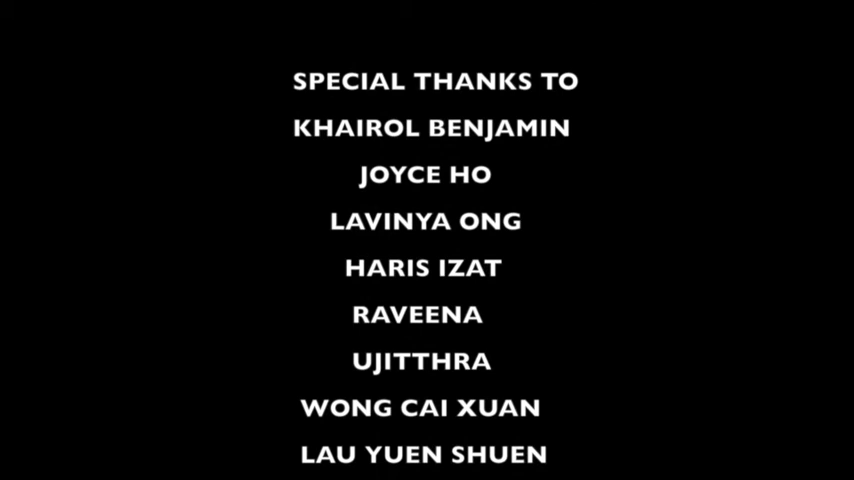 SPECIAL THANKS TO
KHAIROL BENJAMIN
JOYCE HO
LAVINYA ONG
HARIS IZAT
RAVEENA
UJITTHRA
WONG CAI XUAN
LAU YUEN SHUEN